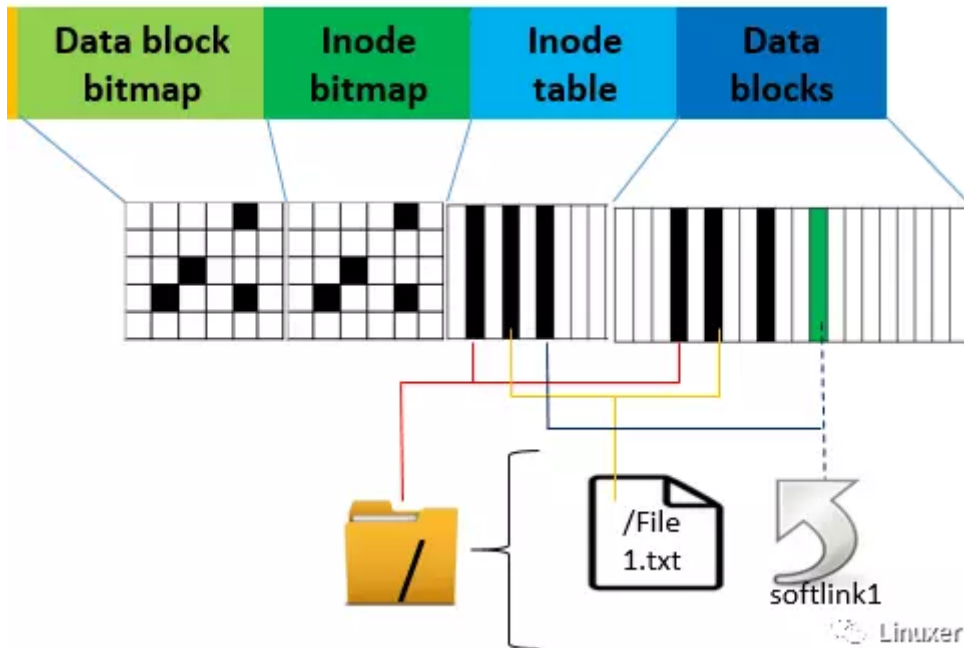 Data block
bitmap
Inode
bitmap
Inode
table
Data
blocks
/
/File
1.txt
softlink1
Linuxer